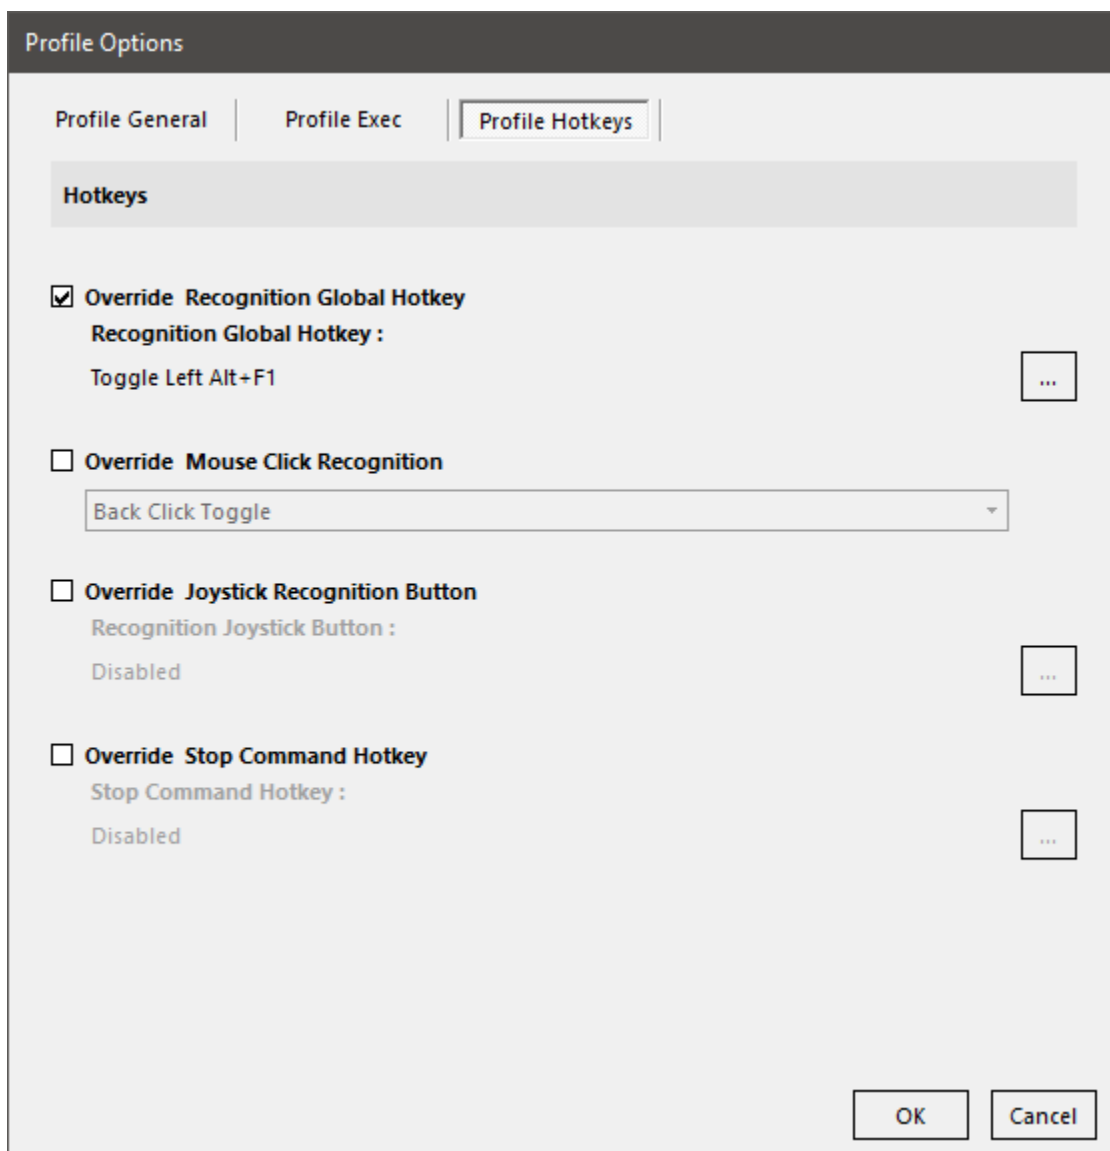 Profile Options
Profile General Profile Exec Profile Hotkeys
Hotkeys
Override Recognition Global Hotkey
Recognition Global Hotkey :
Toggle Left Alt+F1
...
Override Mouse Click Recognition
Back Click Toggle
Override Joystick Recognition Button
Recognition Joystick Button :
Disabled
...
Override Stop Command Hotkey
Stop Command Hotkey :
Disabled
...
OK Cancel